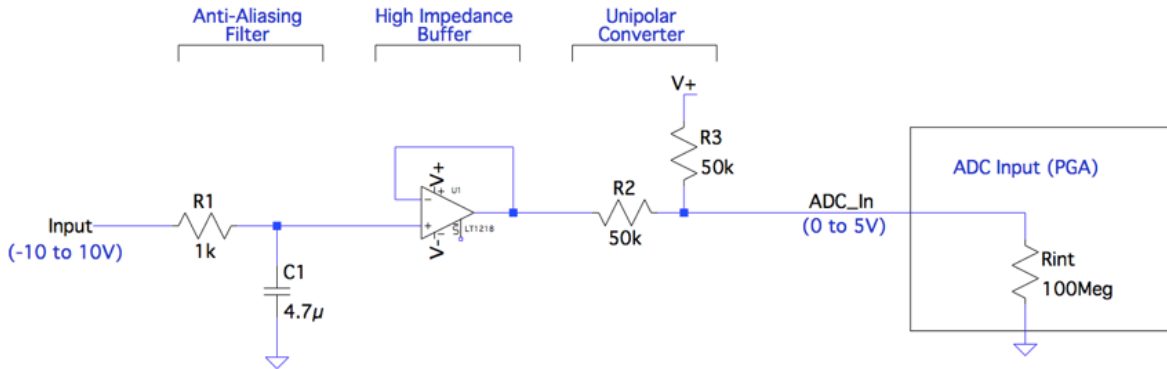 Anti-Aliasing
Filter
High Impedance
Buffer
Unipolar
Converter
V+
R3
50k
ADC Input (PGA)
V+
U1
R1
R2
ADC_In
Input
(-10 to 10V)
1k
LT1218
V-
50k
(0 to 5V)
Rint
100Meg
C1
4.7µ